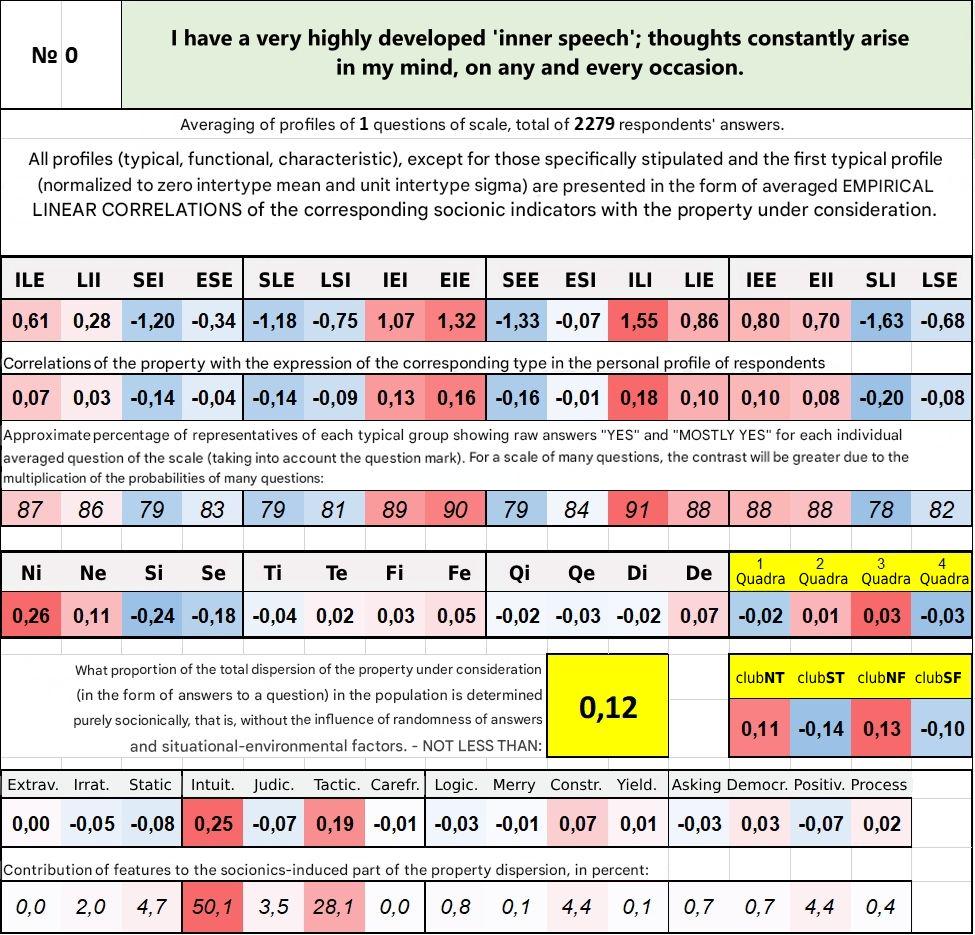 № 0
I have a very highly developed 'inner speech'; thoughts constantly arise
in my mind, on any and every occasion.
Averaging of profiles of 1 questions of scale, total of 2279 respondents' answers.
All profiles (typical, functional, characteristic), except for those specifically stipulated and the first typical profile
(normalized to zero intertype mean and unit intertype sigma) are presented in the form of averaged EMPIRICAL
LINEAR CORRELATIONS of the corresponding socionic indicators with the property under consideration.
ILE LII SEI ESE SLE LSI IEI EIE SEE ESI ILI LIE IEE EII SLI LSE
0,61 0,28 -1,20 -0,34 -1,18 -0,75 1,07 1,32 -1,33 -0,07 1,55 0,86 0,80 0,70 -1,63 -0,68
Correlations of the property with the expression of the corresponding type in the personal profile of respondents
0,07 0,03 -0,14 -0,04 -0,14 -0,09 0,13 0,16 -0,16 -0,01 0,18 0,10 0,10 0,08 -0,20 -0,08
Approximate percentage of representatives of each typical group showing raw answers "YES" and "MOSTLY YES" for each individual
averaged question of the scale (taking into account the question mark). For a scale of many questions, the contrast will be greater due to the
multiplication of the probabilities of many questions:
87 86 79 83 79 81 89 90 79 84 91 88 88 88 78 82
Ni Ne Si Se Ti Te Fi Fe Qi Qe Di De 1 Quadra 2 Quadra 3 Quadra 4 Quadra
0,26 0,11 -0,24 -0,18 -0,04 0,02 0,03 0,05 -0,02 -0,03 -0,02 0,07 -0,02 0,01 0,03 -0,03
What proportion of the total dispersion of the property under consideration
(in the form of answers to a question) in the population is determined
purely socionically, that is, without the influence of randomness of answers
and situational-environmental factors. - NOT LESS THAN:
0,12
clubNT clubST clubNF clubSF
0,11 -0,14 0,13 -0,10
Extrav. Irrat. Static Intuit. Judic. Tactic. Carefr. Logic. Merry Constr. Yield. Asking Democr. Positiv. Process
0,00 -0,05 -0,08 0,25 -0,07 0,19 -0,01 -0,03 -0,01 0,07 0,01 -0,03 0,03 -0,07 0,02
Contribution of features to the socionics-induced part of the property dispersion, in percent:
0,0 2,0 4,7 50,1 3,5 28,1 0,0 0,8 0,1 4,4 0,1 0,7 0,7 4,4 0,4